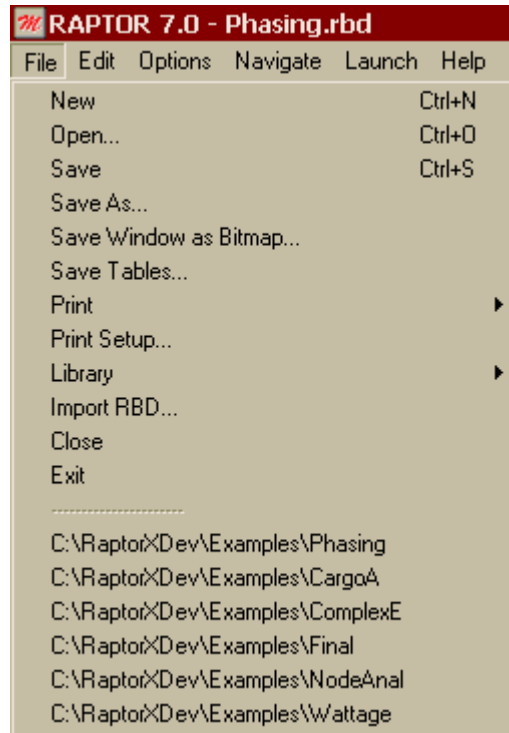 RAPTOR 7.0 - Phasing.rbd
File Edit Options Navigate Launch Help
New Ctrl+N
Open... Ctrl+O
Save Ctrl+S
Save As...
Save Window as Bitmap...
Save Tables...
Print
Print Setup...
Library
Import RBD...
Close
Exit
C:\RaptorXDev\Examples\Phasing
C:\RaptorXDev\Examples\CargoA
C:\RaptorXDev\Examples\ComplexE
C:\RaptorXDev\Examples\Final
C:\RaptorXDev\Examples\NodeAnal
C:\RaptorXDev\Examples\Wattage